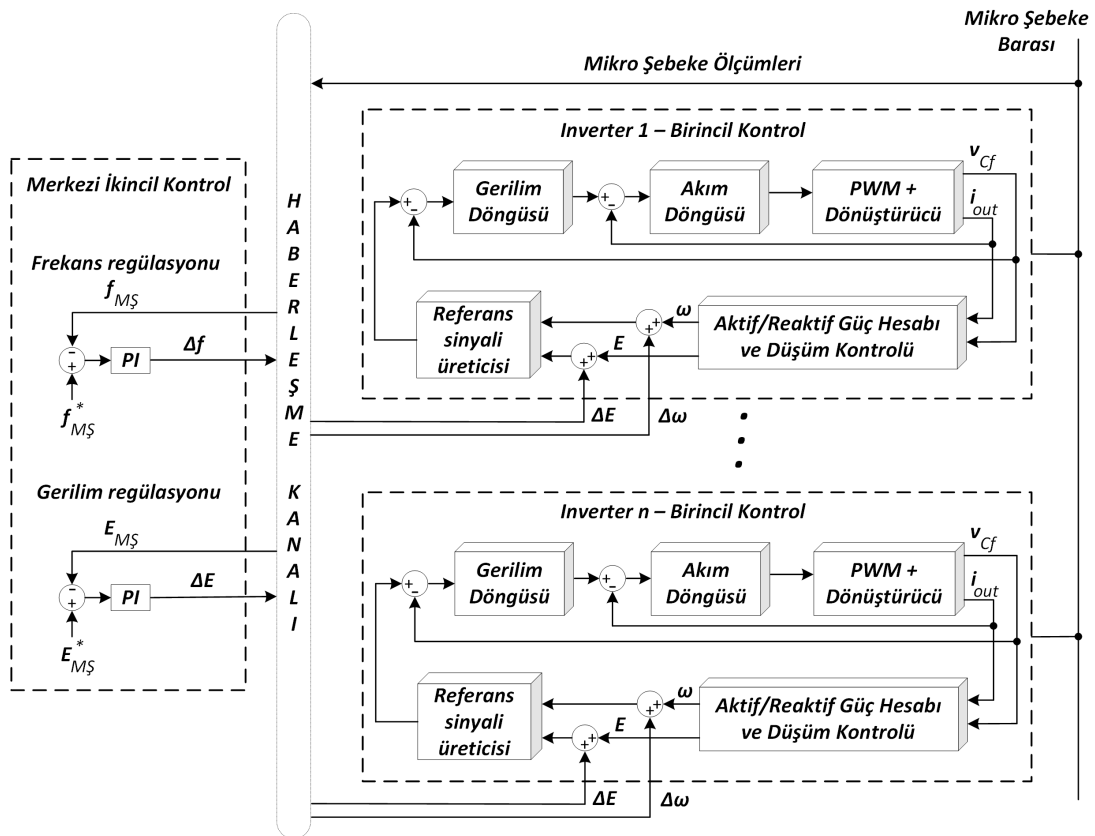 Mikro Şebeke
Barası
Mikro Şebeke Ölçümleri
Merkezi İkincil Kontrol
Frekans regülasyonu
f_MŞ
- +
PI
Δf
f*_MŞ
Gerilim regülasyonu
E_MŞ
- +
PI
ΔE
E*_MŞ
HABERLEŞME KANALI
Inverter 1 – Birincil Kontrol
+ -
Gerilim
Döngüsü
+ -
Akım
Döngüsü
PWM +
Dönüştürücü
v_Cf
i_out
Referans
sinyali
üreticisi
+ +
ω
+ +
E
Aktif/Reaktif Güç Hesabı
ve Düşüm Kontrolü
ΔE
Δω
Inverter n – Birincil Kontrol
+ -
Gerilim
Döngüsü
+ -
Akım
Döngüsü
PWM +
Dönüştürücü
v_Cf
i_out
Referans
sinyali
üreticisi
+ +
ω
+ +
E
Aktif/Reaktif Güç Hesabı
ve Düşüm Kontrolü
ΔE
Δω